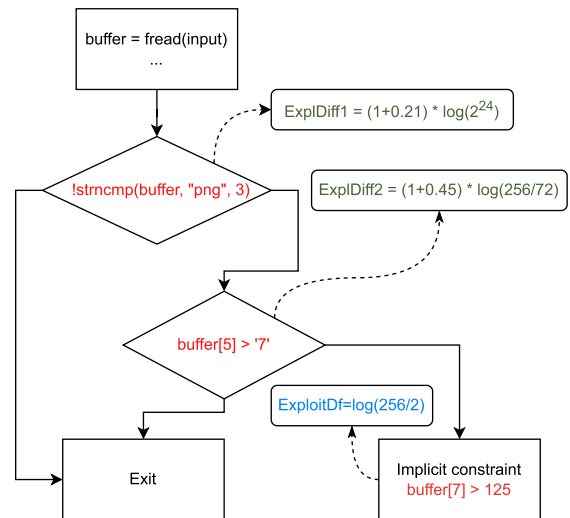 buffer = fread(input)
...
ExplDiff1 = (1+0.21) * log(2^24)
!strncmp(buffer, "png", 3)
ExplDiff2 = (1+0.45) * log(256/72)
buffer[5] > '7'
ExploitDf=log(256/2)
Exit
Implicit constraint
buffer[7] > 125